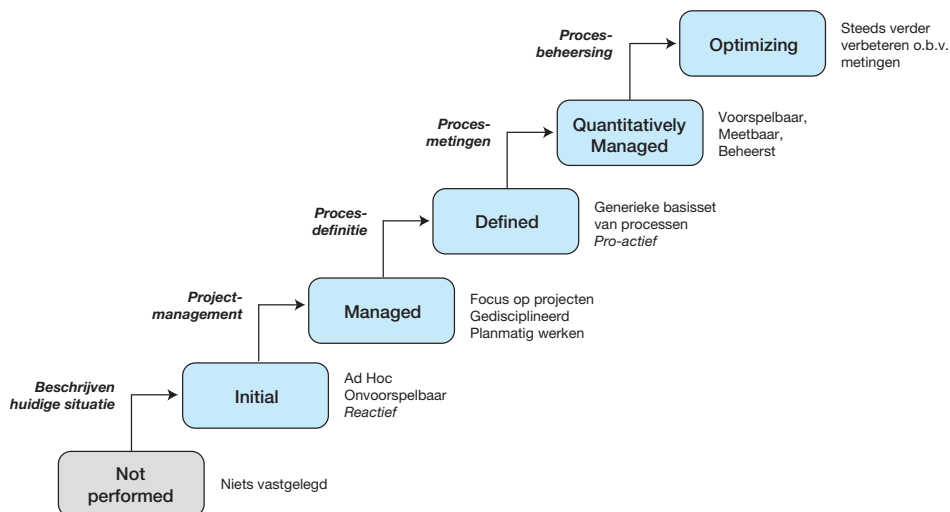 Proces-
beheersing
Optimizing
Steeds verder
verbeteren o.b.v.
metingen
Proces-
metingen
Quantitatively
Managed
Voorspelbaar,
Meetbaar,
Beheerst
Proces-
definitie
Defined
Generieke basisset
van processen
Pro-actief
Project-
management
Managed
Focus op projecten
Gedisciplineerd
Planmatig werken
Beschrijven
huidige situatie
Initial
Ad Hoc
Onvoorspelbaar
Reactief
Not
performed
Niets vastgelegd